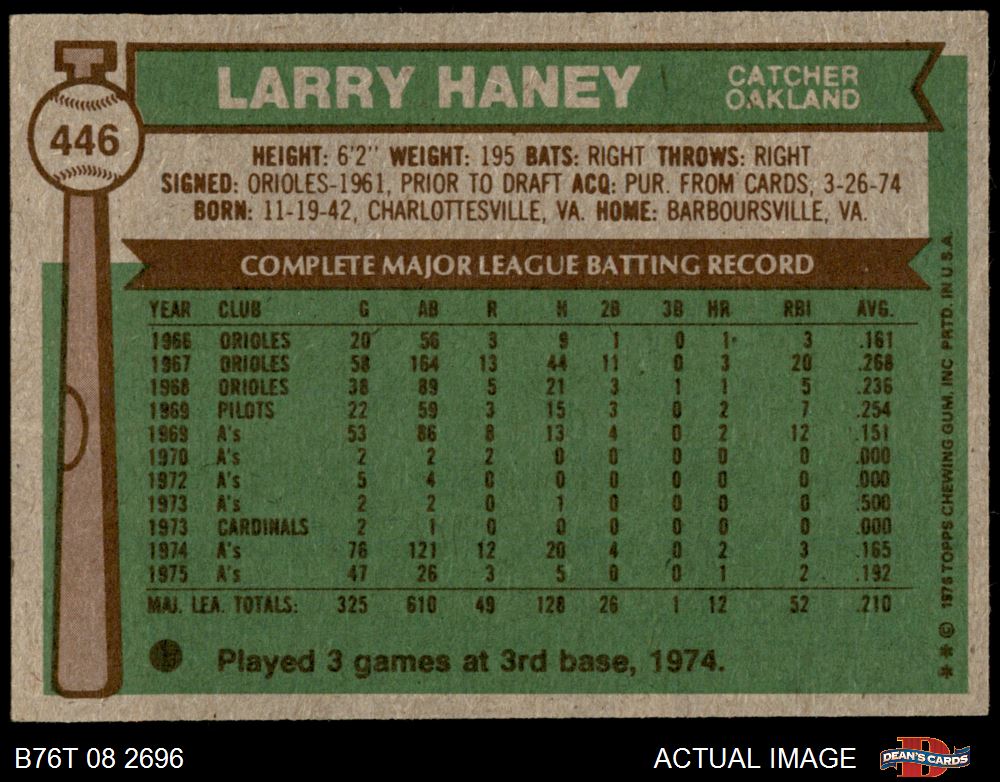 LARRY HANEY
CATCHER
OAKLAND
446
HEIGHT: 6'2" WEIGHT: 195 BATS: RIGHT THROWS: RIGHT
SIGNED: ORIOLES-1961, PRIOR TO DRAFT ACQ: PUR. FROM CARDS, 3-26-74
BORN: 11-19-42, CHARLOTTESVILLE, VA. HOME: BARBOURSVILLE, VA.
COMPLETE MAJOR LEAGUE BATTING RECORD
YEAR CLUB G AB R H 2B 3B HR RBI AVG.
1966 ORIOLES 20 56 3 9 1 0 1 3 .161
1967 ORIOLES 58 164 13 44 11 0 3 20 .268
1968 ORIOLES 38 89 5 21 3 1 1 5 .236
1969 PILOTS 22 59 3 15 3 0 2 7 .254
1969 A's 53 86 8 13 4 0 2 12 .151
1970 A's 2 2 2 0 0 0 0 0 .000
1972 A's 5 4 0 0 0 0 0 0 .000
1973 A's 2 2 0 1 0 0 0 0 .500
1973 CARDINALS 2 1 0 0 0 0 0 0 .000
1974 A's 76 121 12 20 4 0 2 3 .165
1975 A's 47 26 3 5 0 0 1 2 .192
MAJ. LEA. TOTALS: 325 610 49 128 26 1 12 52 .210
Played 3 games at 3rd base, 1974.
* * © 1976 TOPPS CHEWING GUM, INC. PRTD. IN U.S.A.
B76T 08 2696
ACTUAL IMAGE
D
DEAN'S CARDS